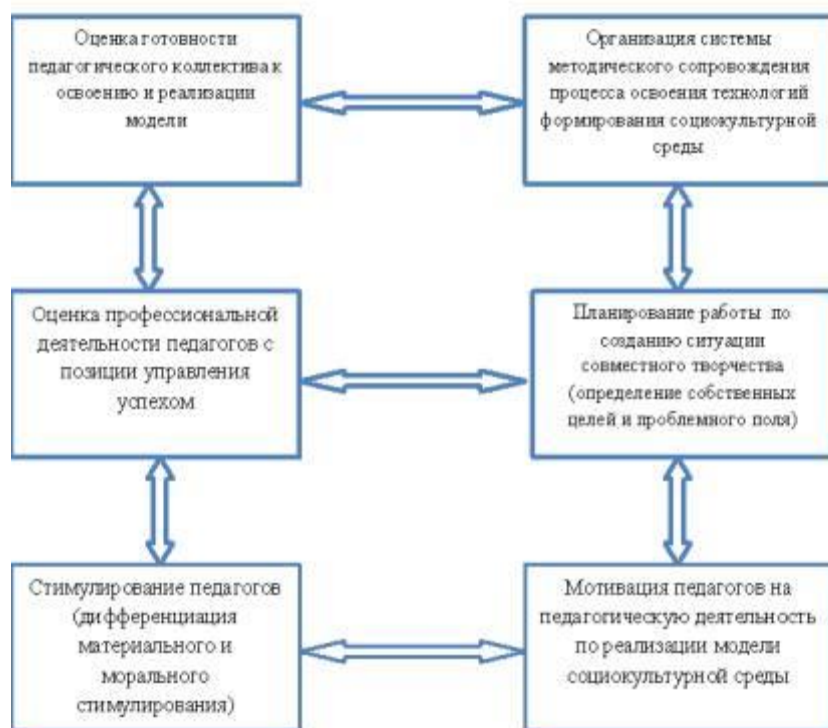 Оценка готовности
педагогического коллектива к
освоению и реализации
модели
Организация системы
методического сопровождения
процесса освоения технологий
формирования социокультурной
среды
Оценка профессиональной
деятельности педагогов с
позиции управления
успехом
Планирование работы по
созданию ситуации
совместного творчества
(определение собственных
целей и проблемного поля)
Стимулирование педагогов
(дифференциация
материального и
морального
стимулирования)
Мотивация педагогов на
педагогическую деятельность
по реализации модели
социокультурной среды